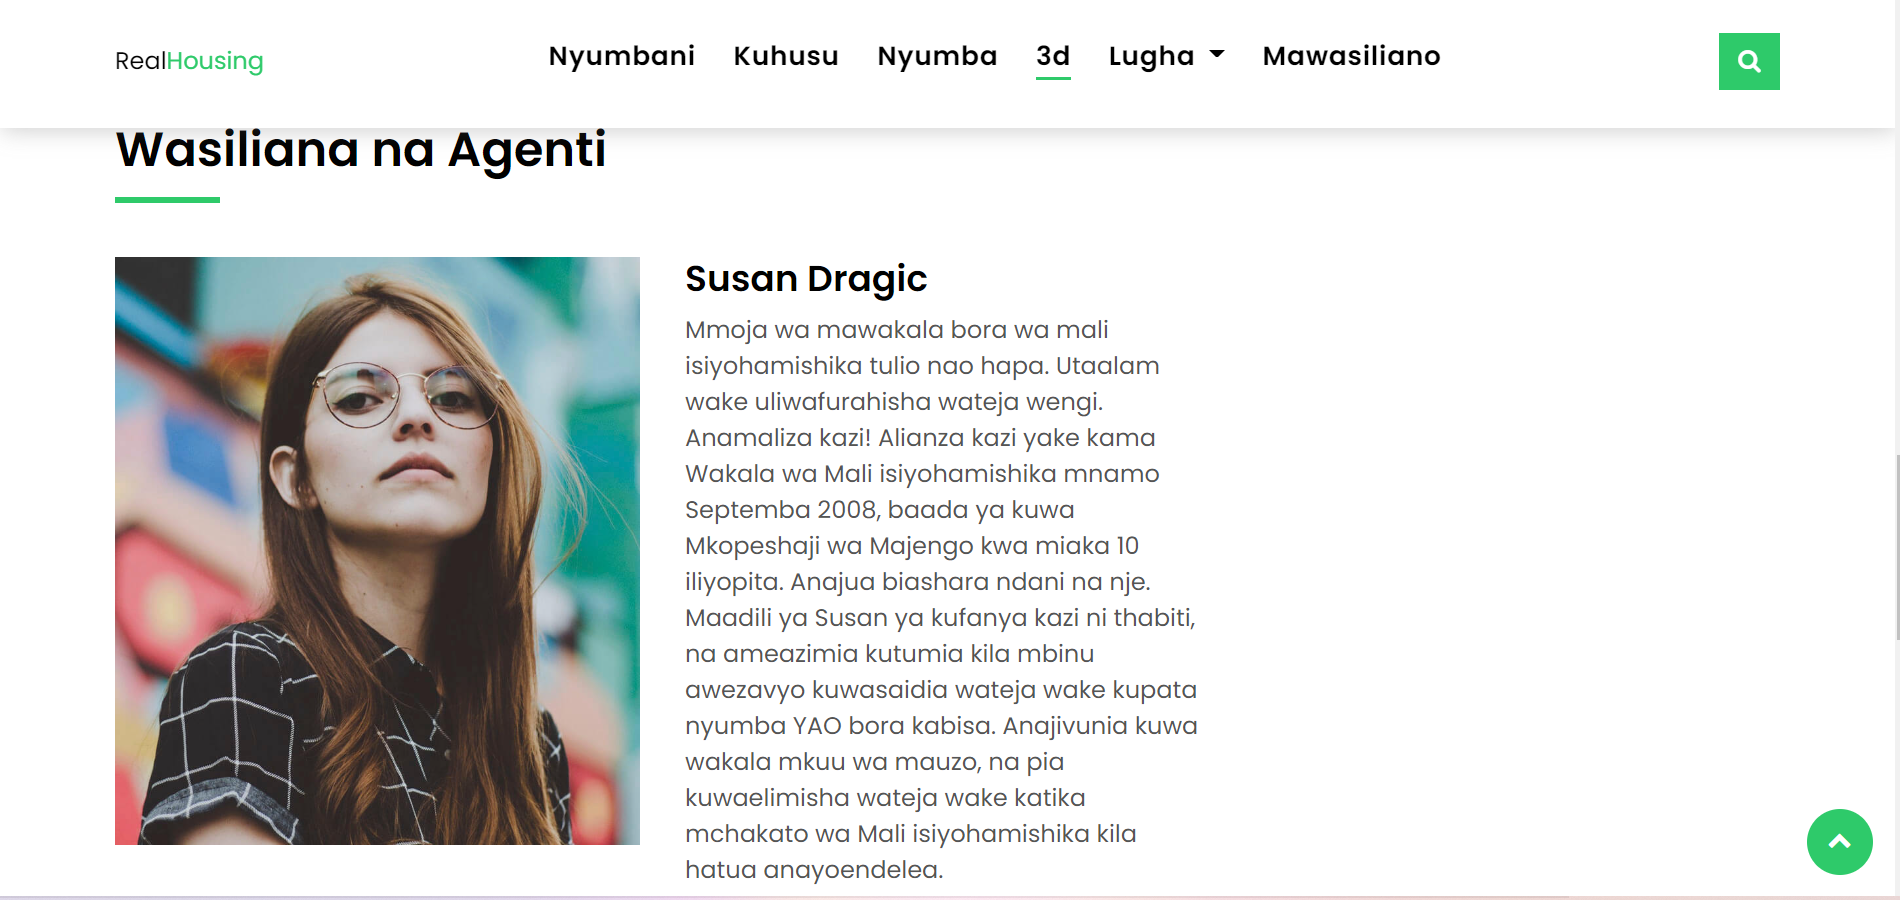 RealHousing
Nyumbani Kuhusu Nyumba 3d Lugha Mawasiliano
Wasiliana na Agenti
Susan Dragic
Mmoja wa mawakala bora wa mali
isiyohamishika tulio nao hapa. Utaalam
wake uliwafurahisha wateja wengi.
Anamaliza kazi! Alianza kazi yake kama
Wakala wa Mali isiyohamishika mnamo
Septemba 2008, baada ya kuwa
Mkopeshaji wa Majengo kwa miaka 10
iliyopita. Anajua biashara ndani na nje.
Maadili ya Susan ya kufanya kazi ni thabiti,
na ameazimia kutumia kila mbinu
awezavyo kuwasaidia wateja wake kupata
nyumba YAO bora kabisa. Anajivunia kuwa
wakala mkuu wa mauzo, na pia
kuwaelimisha wateja wake katika
mchakato wa Mali isiyohamishika kila
hatua anayoendelea.